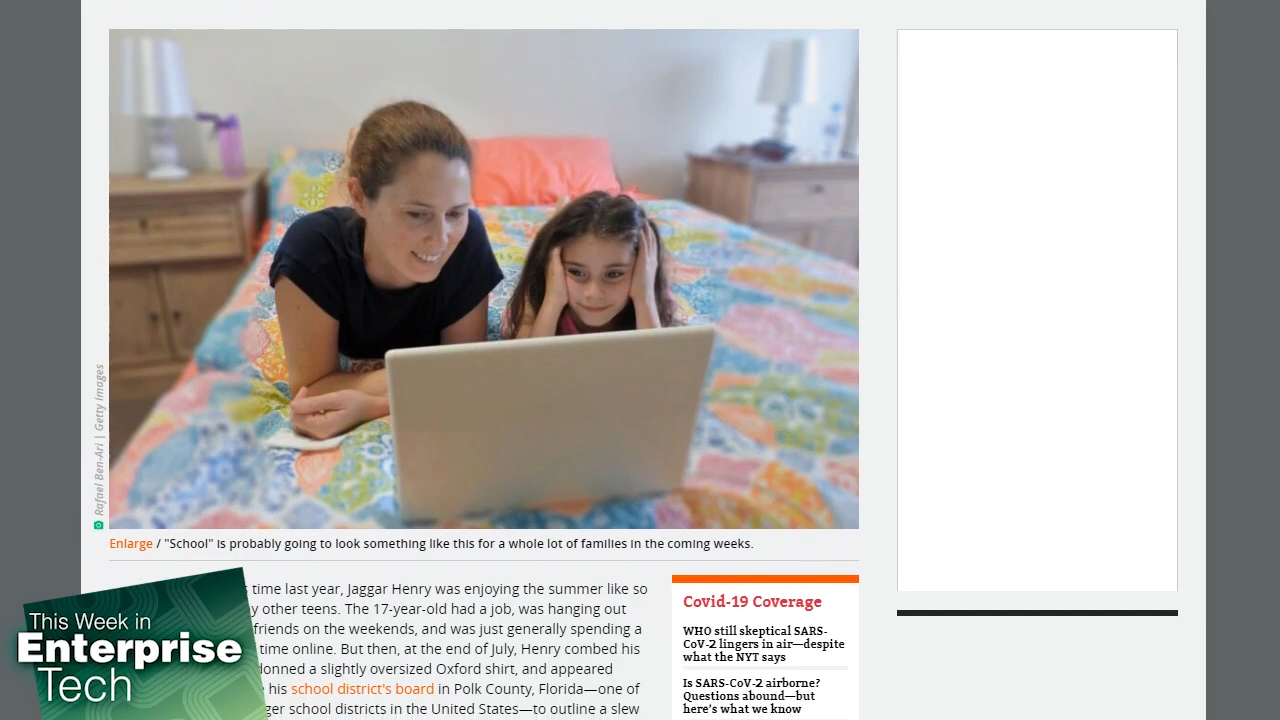 Rafael Ben-Ari | Getty Images
Enlarge / "School" is probably going to look something like this for a whole lot of families in the coming weeks.
time last year, Jaggar Henry was enjoying the summer like so
other teens. The 17-year-old had a job, was hanging out
friends on the weekends, and was just generally spending a
time online. But then, at the end of July, Henry combed his
donned a slightly oversized Oxford shirt, and appeared
his school district's board in Polk County, Florida—one of
school districts in the United States—to outline a slew
Covid-19 Coverage
WHO still skeptical SARS-
CoV-2 lingers in air—despite
what the NYT says
Is SARS-CoV-2 airborne?
Questions abound—but
here's what we know
This Week in
Enterprise
Tech